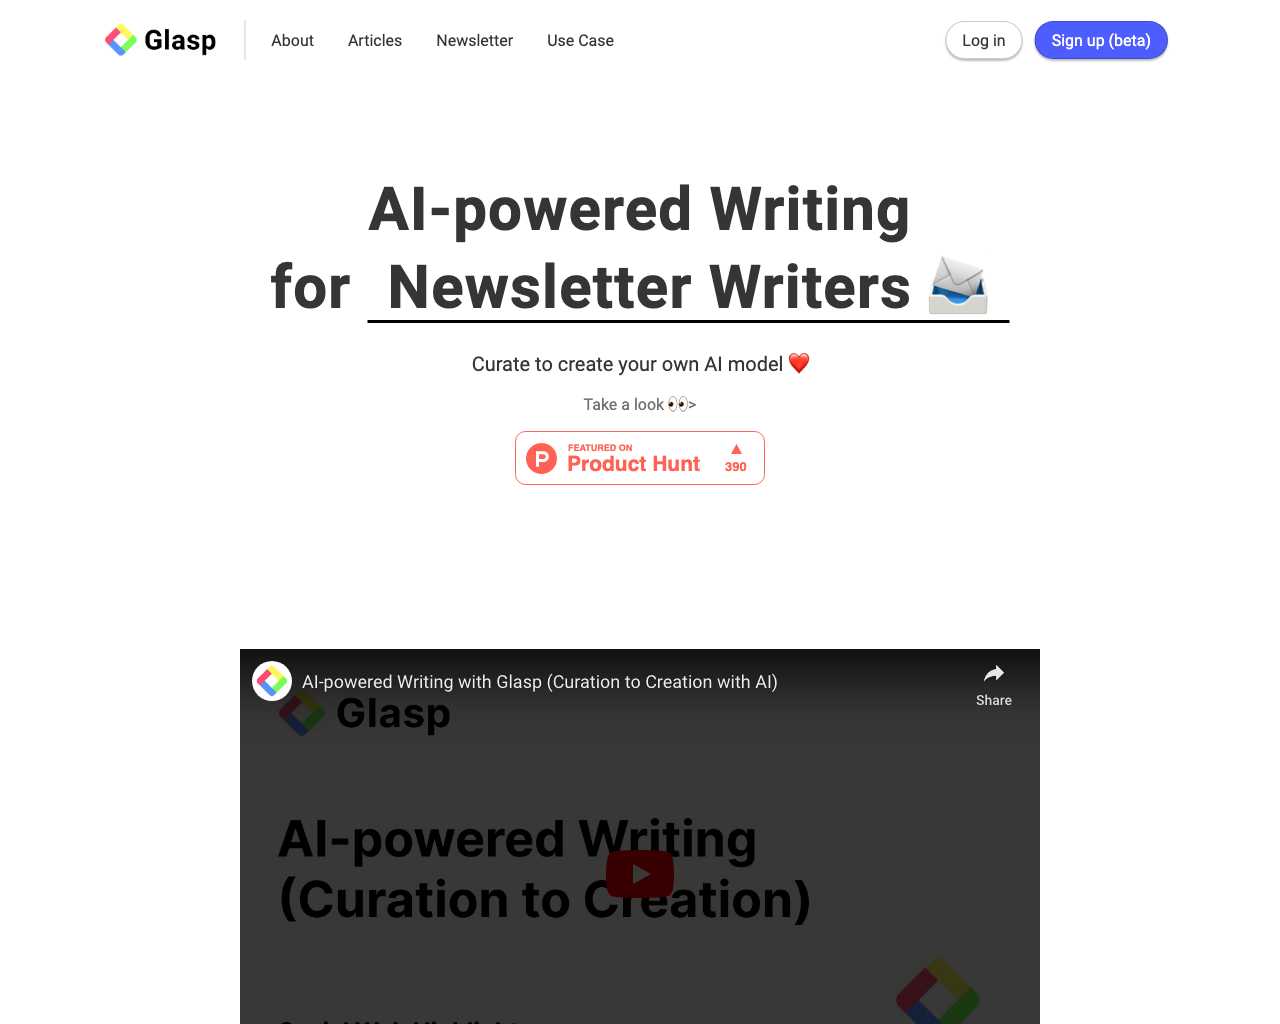 Glasp
About
Articles
Newsletter
Use Case
Log in
Sign up (beta)
AI-powered Writing
for Newsletter Writers 📨
Curate to create your own AI model ❤️
Take a look 👀>
FEATURED ON
Product Hunt
▲
390
AI-powered Writing with Glasp (Curation to Creation with AI)
Share
Glasp
AI-powered Writing
(Curation to Creation)